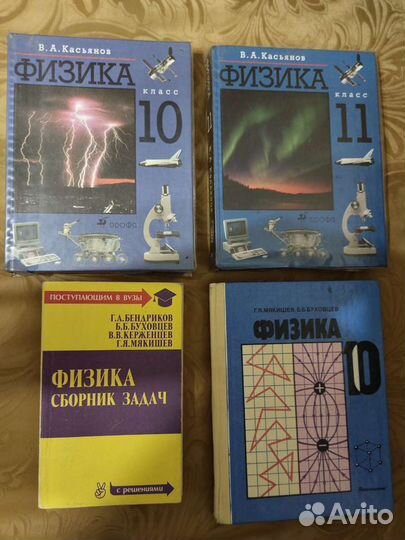 В.А.Касьянов
ФИЗИКА
класс
10
дрофа
В.А.Касьянов
ФИЗИКА
класс
11
дрофа
ПОСТУПАЮЩИМ В ВУЗЫ
Г.А.БЕНДРИКОВ
Б.Б.БУХОВЦЕВ
В.В.КЕРЖЕНЦЕВ
Г.Я.МЯКИШЕВ
ФИЗИКА
СБОРНИК ЗАДАЧ
с решениями
Г.Я.МЯКИШЕВ, Б.Б.БУХОВЦЕВ
ФИЗИКА
10
+
−
Avito